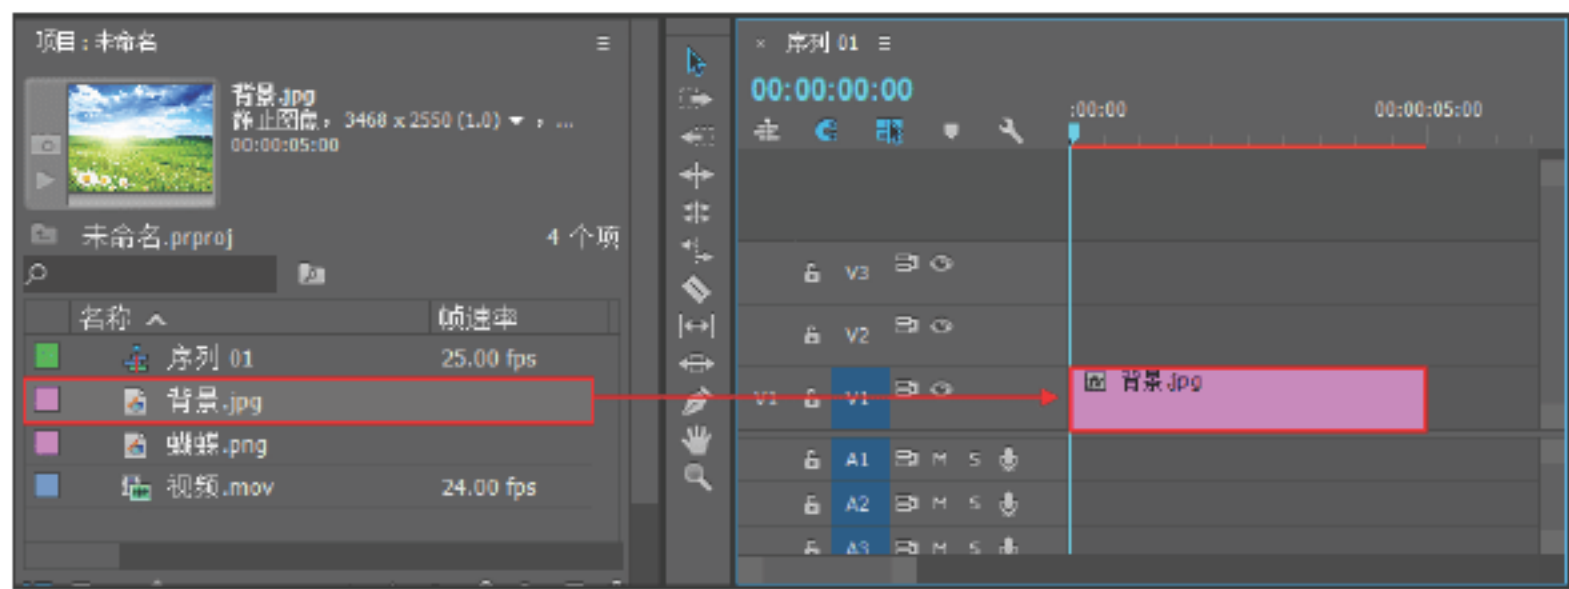 项目：未命名
背景.jpg
静止图像，3468 x 2550 (1.0) ，...
00:00:05:00
未命名.prproj
4 个项
名称 帧速率
序列 01 25.00 fps
背景.jpg
蝴蝶.png
视频.mov 24.00 fps
× 序列 01
00:00:00:00
:00:00 00:00:05:00
V3
V2
V1 V1
fx 背景.jpg
A1 M S
A2 M S
A3 M S